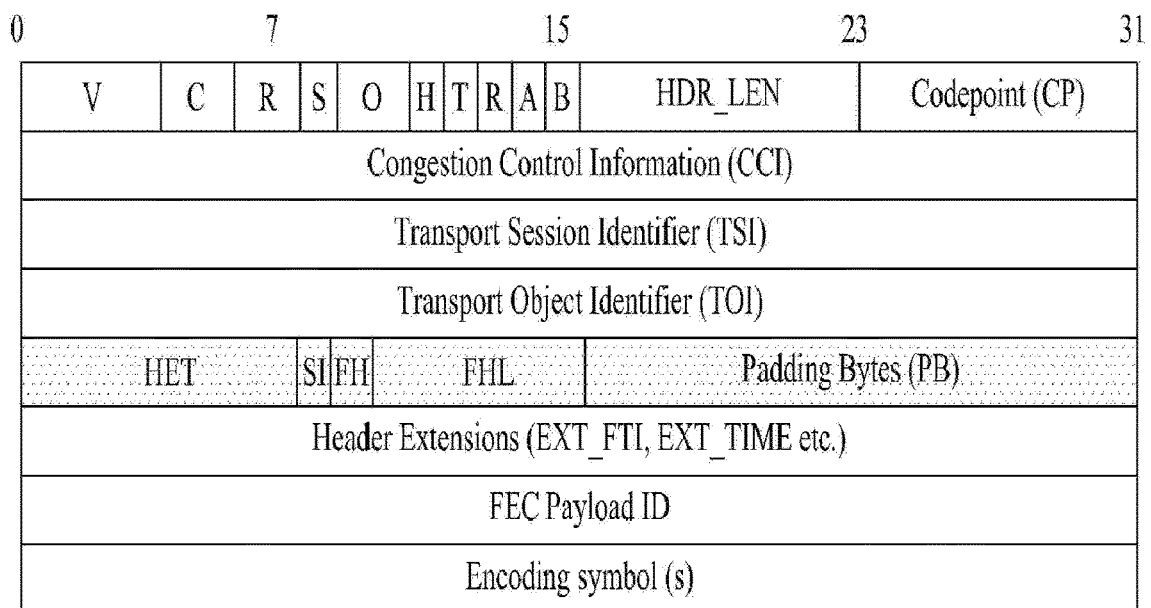 0 7 15 23 31
V C R S O H T R A B HDR_LEN Codepoint (CP)
Congestion Control Information (CCI)
Transport Session Identifier (TSI)
Transport Object Identifier (TOI)
HET SI FH FHL Padding Bytes (PB)
Header Extensions (EXT_FTI, EXT_TIME etc.)
FEC Payload ID
Encoding symbol (s)